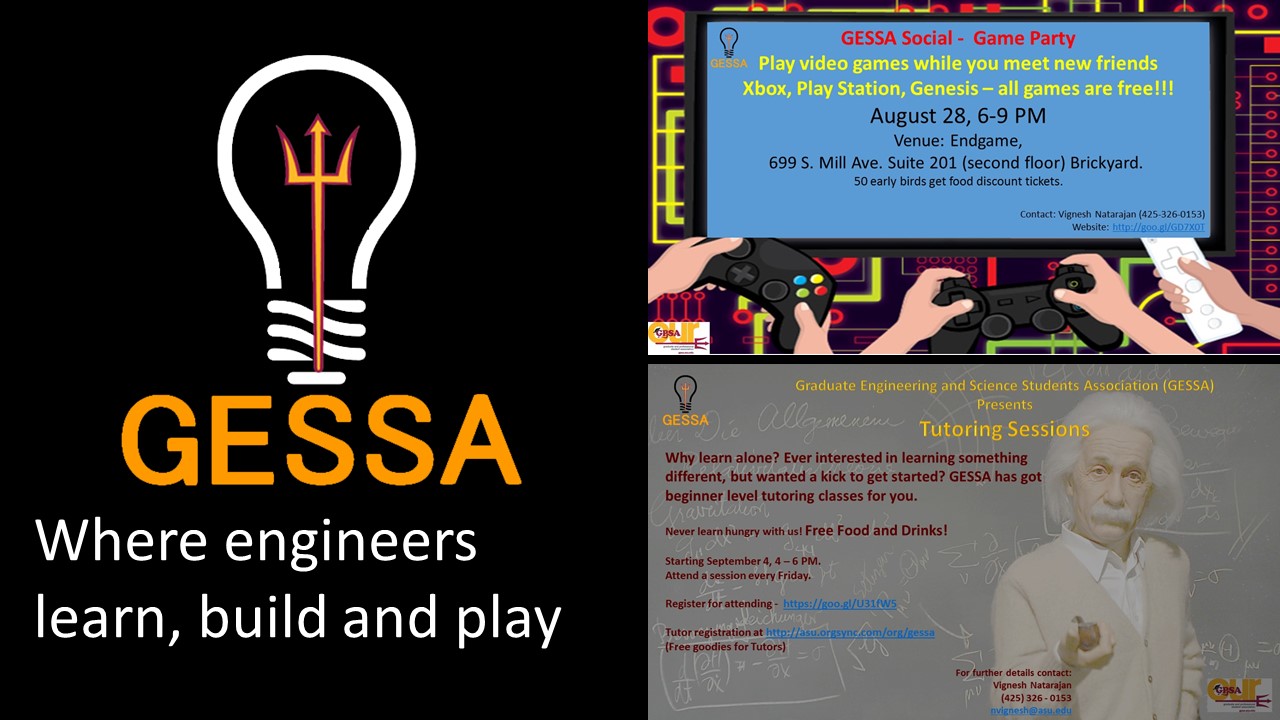 GESSA
Where engineers
learn, build and play
GESSA
GESSA Social - Game Party
Play video games while you meet new friends
Xbox, Play Station, Genesis – all games are free!!!
August 28, 6-9 PM
Venue: Endgame,
699 S. Mill Ave. Suite 201 (second floor) Brickyard.
50 early birds get food discount tickets.
Contact: Vignesh Natarajan (425-326-0153)
Website: http://goo.gl/GD7X0T
GPSA
GESSA
Graduate Engineering and Science Students Association (GESSA)
Presents
Tutoring Sessions
Why learn alone? Ever interested in learning something
different, but wanted a kick to get started? GESSA has got
beginner level tutoring classes for you.
Never learn hungry with us! Free Food and Drinks!
Starting September 4, 4 – 6 PM.
Attend a session every Friday.
Register for attending - https://goo.gl/U31fW5
Tutor registration at http://asu.orgsync.com/org/gessa
(Free goodies for Tutors)
For further details contact:
Vignesh Natarajan
(425) 326 - 0153
nvignesh@asu.edu
GPSA